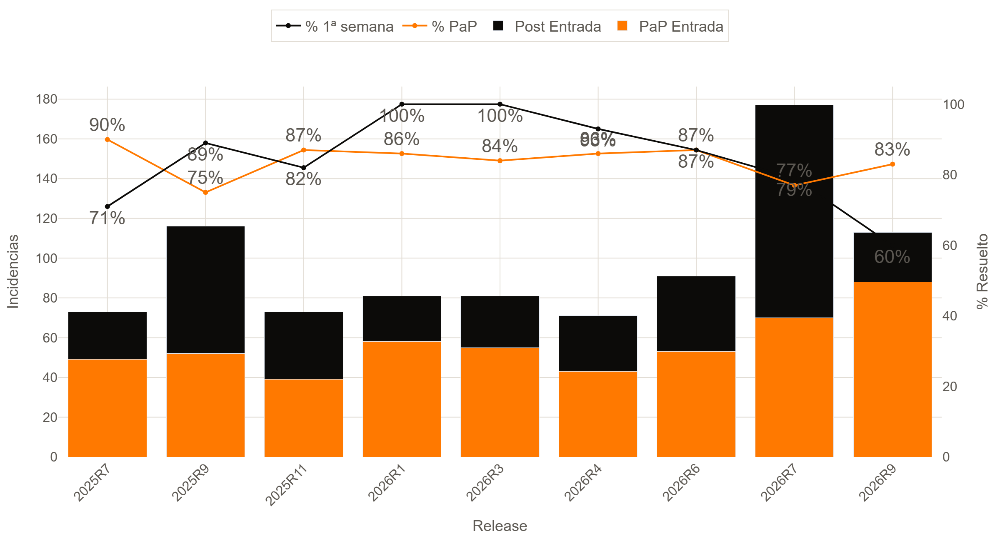 % 1ª semana % PaP Post Entrada PaP Entrada
180
160
140
120
100
80
60
40
20
0
Incidencias
90%
75%
87%
86%
84%
86%
87%
77%
83%
71%
89%
82%
100%
100%
93%
87%
79%
60%
100
80
60
40
20
0
% Resuelto
2025R7
2025R9
2025R11
2026R1
2026R3
2026R4
2026R6
2026R7
2026R9
Release